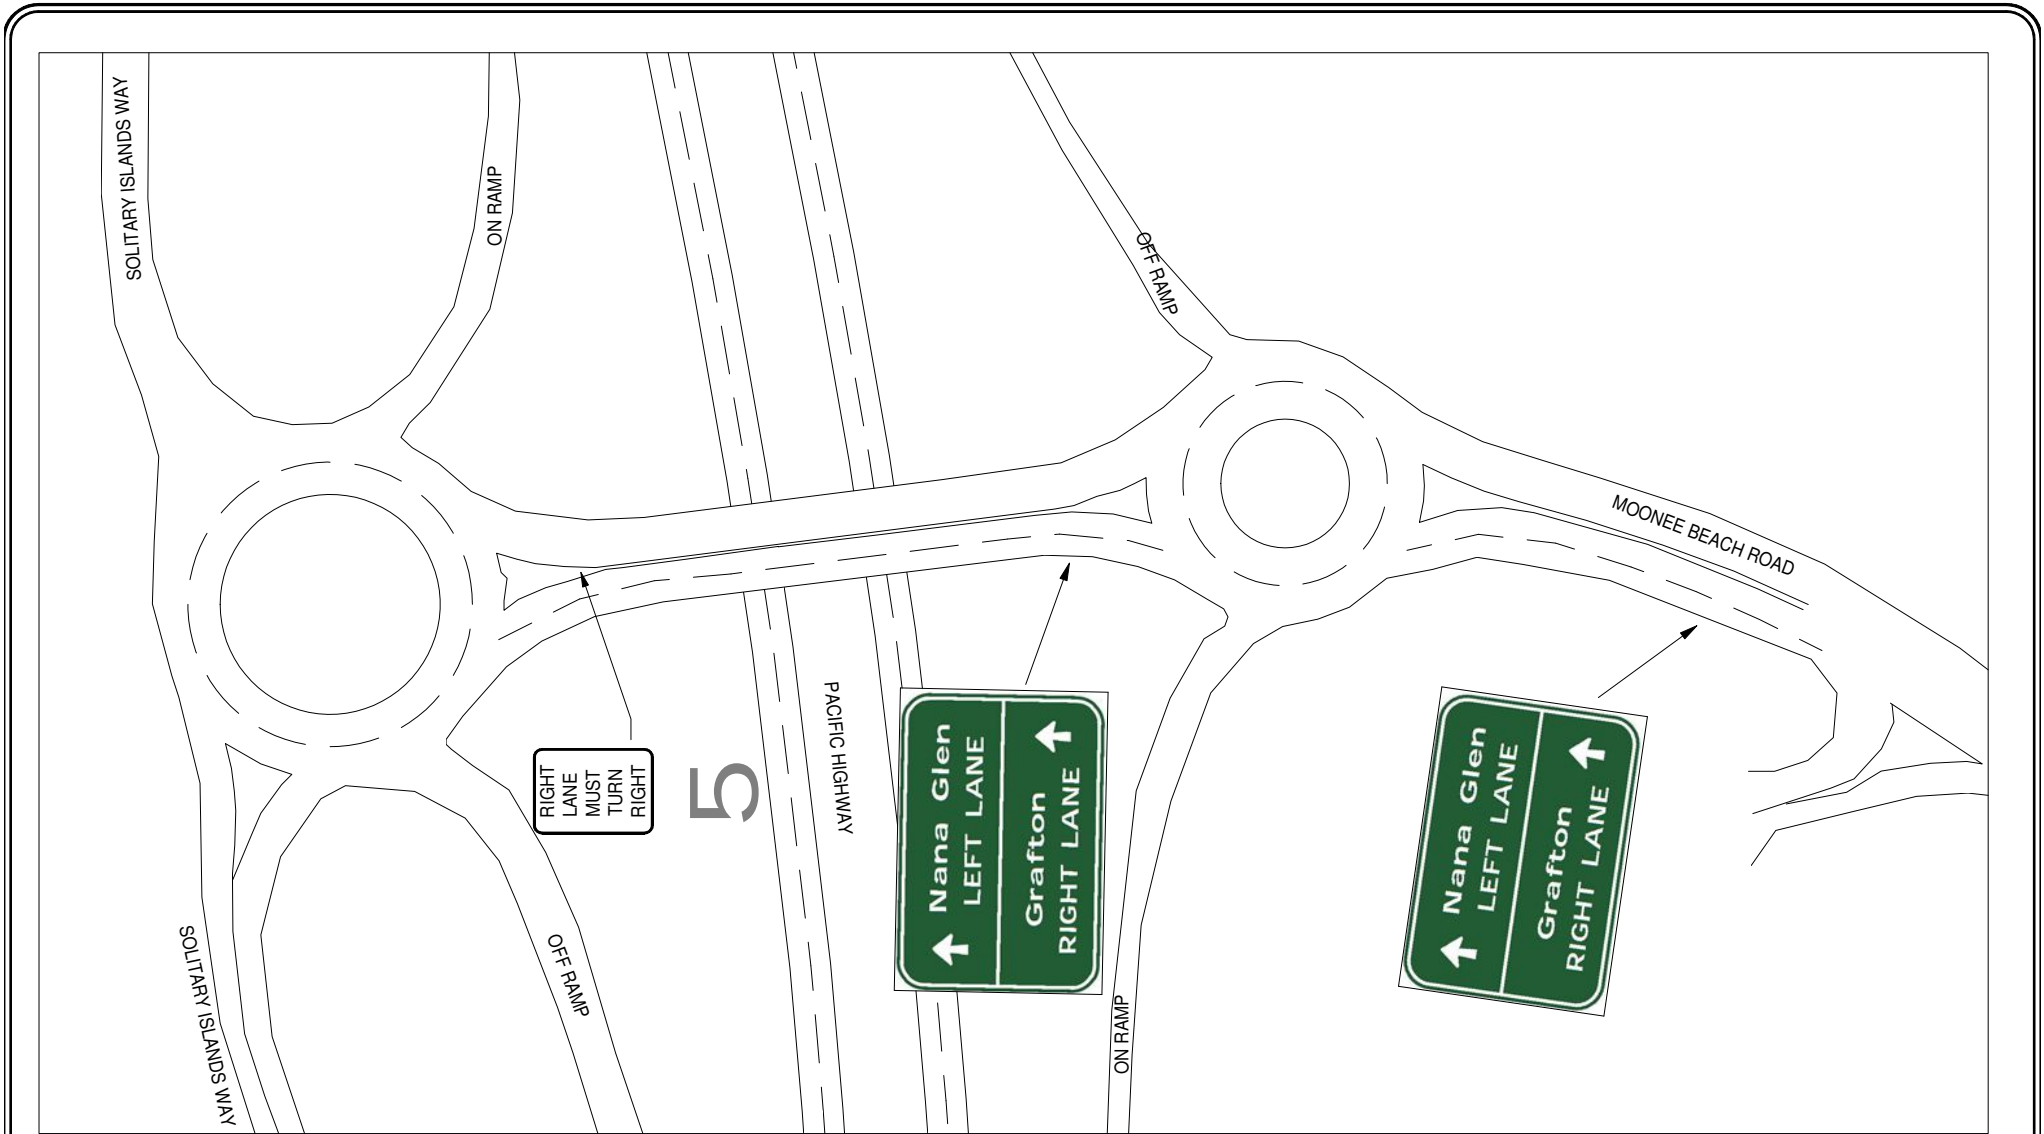 SOLITARY ISLANDS WAY
ON RAMP
OFF RAMP
MOONEE BEACH ROAD
RIGHT
LANE
MUST
TURN
RIGHT
5
PACIFIC HIGHWAY
Nana Glen
LEFT LANE
Grafton
RIGHT LANE
Nana Glen
LEFT LANE
Grafton
RIGHT LANE
SOLITARY ISLANDS WAY
OFF RAMP
ON RAMP